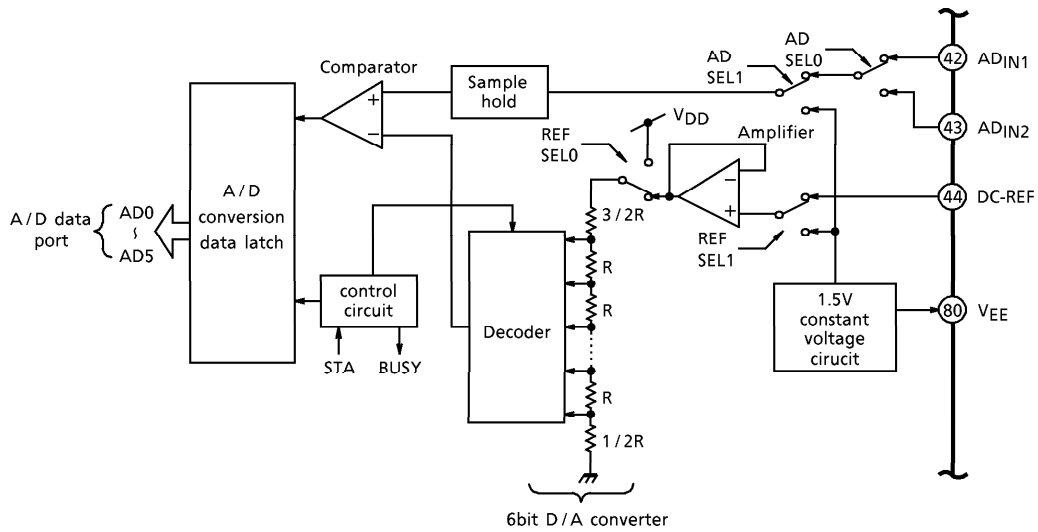 AD
SEL0
AD
SEL1
42
ADIN1
Comparator
Sample
hold
+
−
REF
SEL0
VDD
Amplifier
43
ADIN2
−
+
44
DC-REF
A/D
conversion
data latch
A/D data
port
AD0
~
AD5
3/2R
REF
SEL1
R
R
control
circuit
Decoder
1.5V
constant
voltage
cirucit
80
VEE
STA
BUSY
R
1/2R
6bit D/A converter